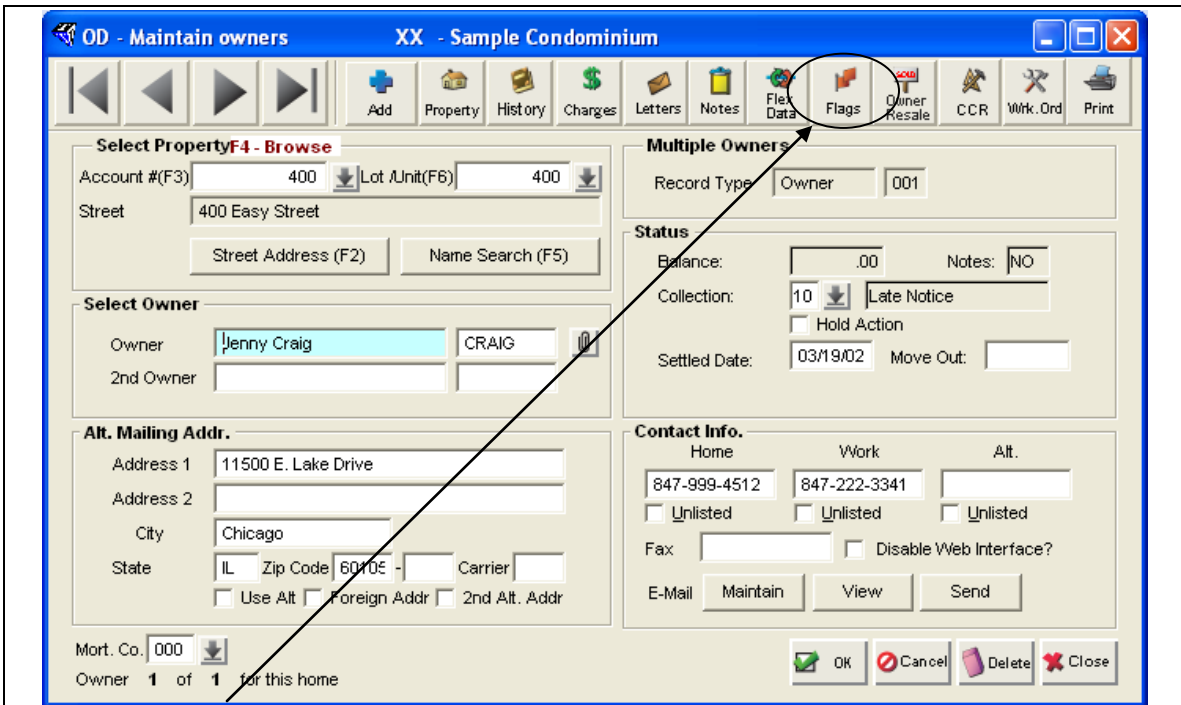 OD - Maintain owners XX - Sample Condominium
Add Property History Charges Letters Notes Flex Data Flags Owner Resale CCR Wrk.Ord Print
Select Property F4 - Browse
Account #(F3) 400 Lot /Unit(F6) 400
Street 400 Easy Street
Street Address (F2) Name Search (F5)
Multiple Owners
Record Type Owner 001
Status
Balance: .00 Notes: NO
Collection: 10 Late Notice
Hold Action
Settled Date: 03/19/02 Move Out:
Select Owner
Owner Jenny Craig CRAIG
2nd Owner
Alt. Mailing Addr.
Address 1 11500 E. Lake Drive
Address 2
City Chicago
State IL Zip Code 60105 - Carrier
Use Alt Foreign Addr 2nd Alt. Addr
Contact Info.
Home Work Alt.
847-999-4512 847-222-3341
Unlisted Unlisted Unlisted
Fax Disable Web Interface?
E-Mail Maintain View Send
Mort. Co. 000
Owner 1 of 1 for this home
OK Cancel Delete Close